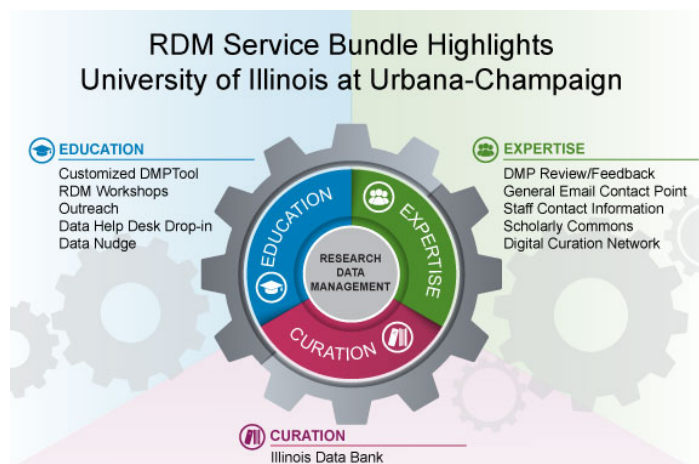 RDM Service Bundle Highlights
University of Illinois at Urbana-Champaign
EDUCATION
Customized DMPTool
RDM Workshops
Outreach
Data Help Desk Drop-in
Data Nudge
EXPERTISE
DMP Review/Feedback
General Email Contact Point
Staff Contact Information
Scholarly Commons
Digital Curation Network
EDUCATION
EXPERTISE
RESEARCH
DATA
MANAGEMENT
CURATION
CURATION
Illinois Data Bank